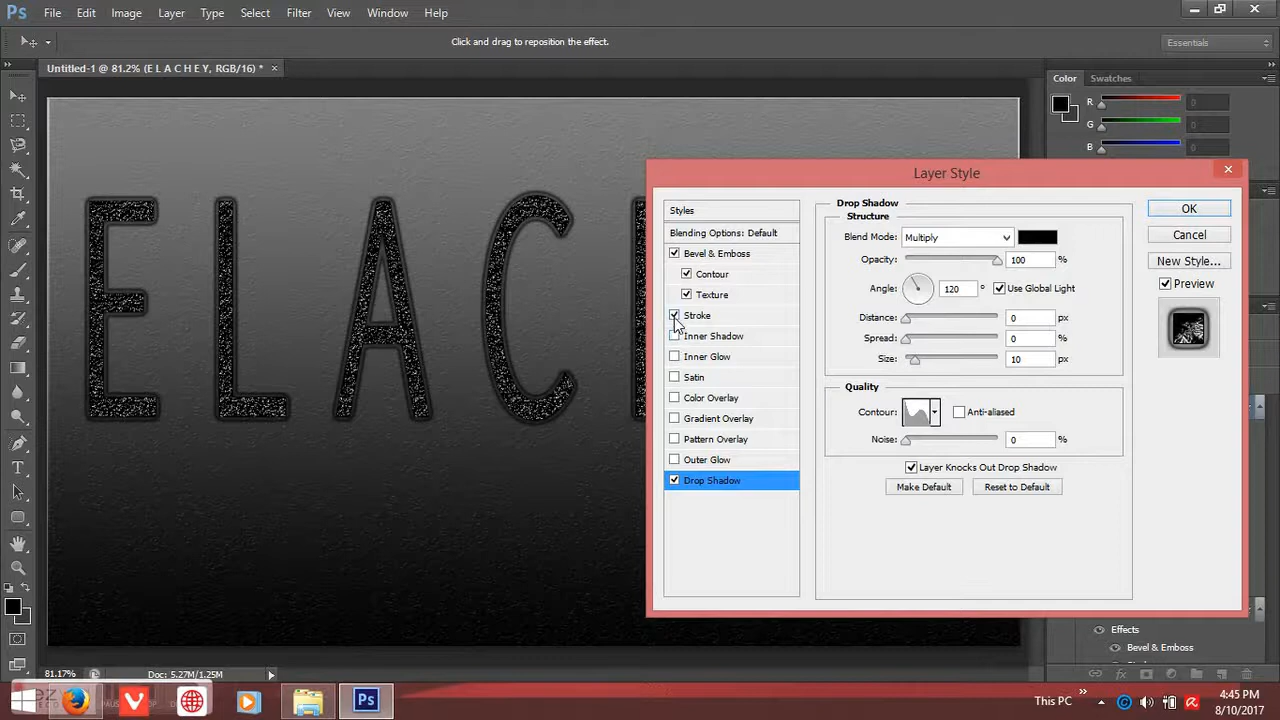 Ps File Edit Image Layer Type Select Filter View Window Help
Click and drag to reposition the effect.
Essentials
Untitled-1 @ 81.2% (E L A C H E Y, RGB/16) *
Color Swatches
R 0
G 0
B 0
E L A C
Layer Style
Styles
Blending Options: Default
Bevel & Emboss
Contour
Texture
Stroke
Inner Shadow
Inner Glow
Satin
Color Overlay
Gradient Overlay
Pattern Overlay
Outer Glow
Drop Shadow
Drop Shadow
Structure
Blend Mode: Multiply
Opacity: 100 %
Angle: 120 °
Use Global Light
Distance: 0 px
Spread: 0 %
Size: 10 px
Quality
Contour: Anti-aliased
Noise: 0 %
Layer Knocks Out Drop Shadow
Make Default Reset to Default
OK
Cancel
New Style...
Preview
Effects
Bevel & Emboss
81.17% Doc: 5.27M/1.25M
Ps
This PC
4:45 PM
8/10/2017